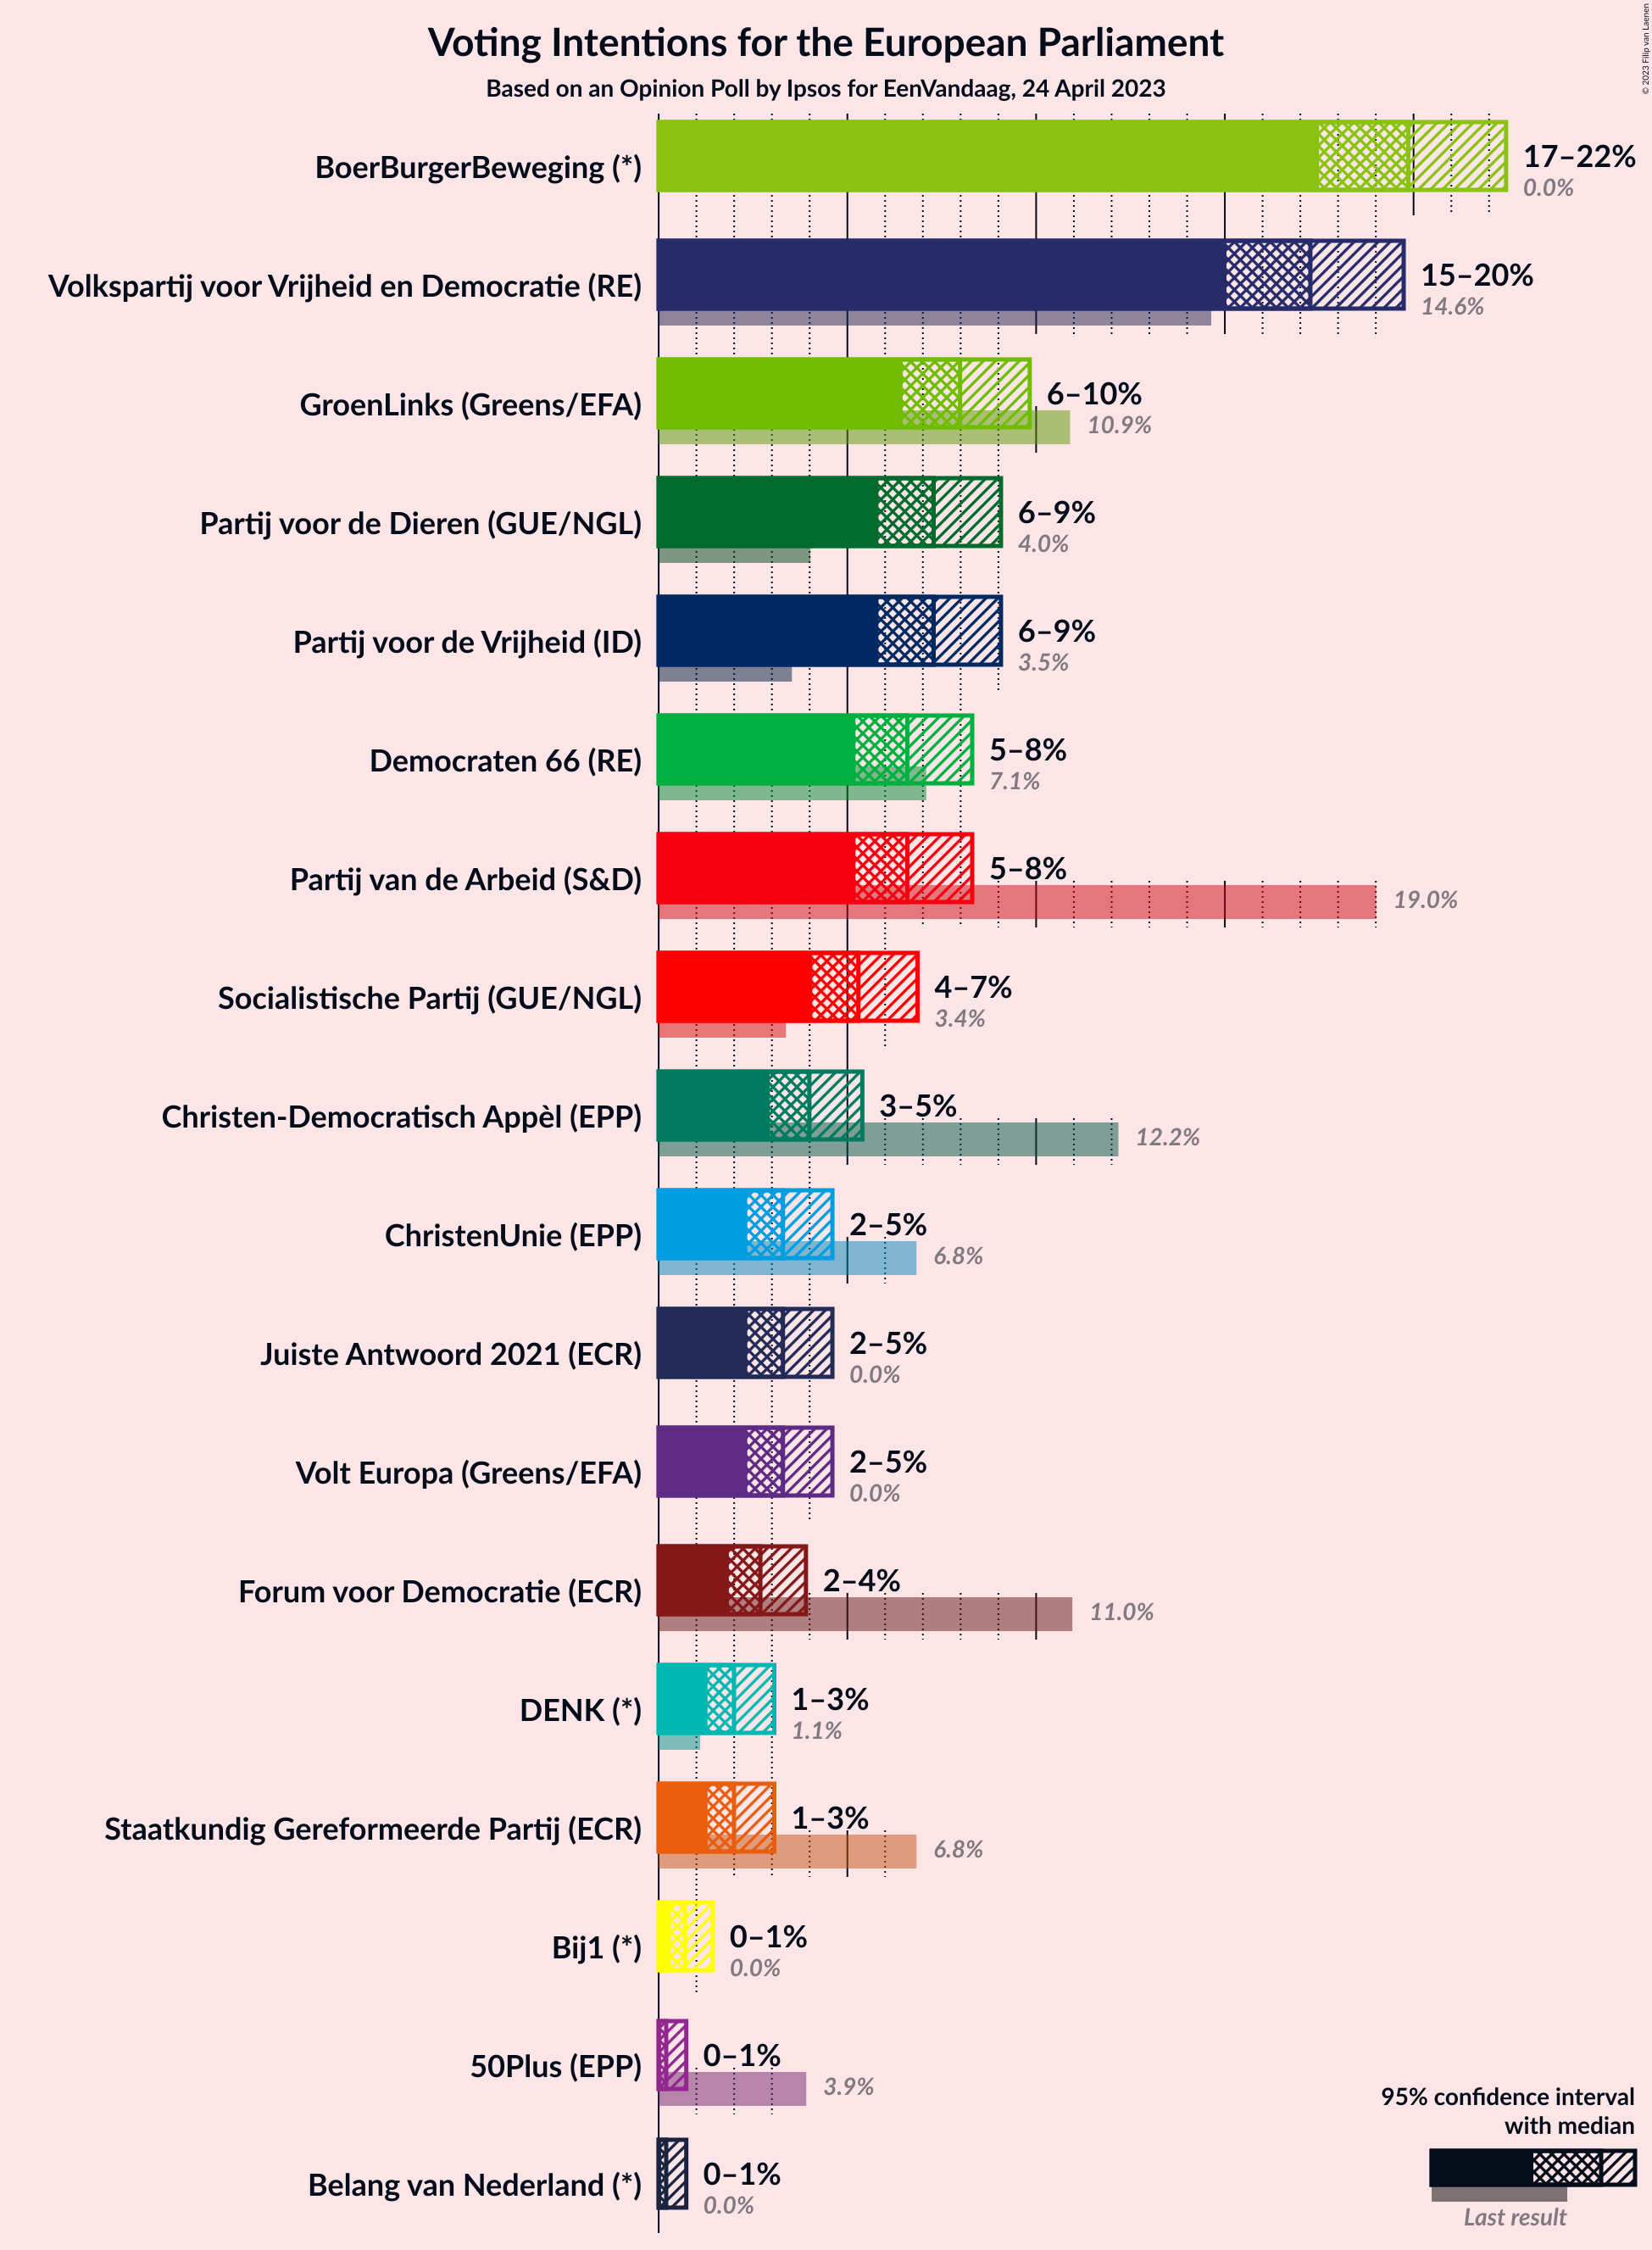 Voting Intentions for the European Parliament
Based on an Opinion Poll by Ipsos for EenVandaag, 24 April 2023
© 2023 Filip van Laenen
BoerBurgerBeweging (*)
17–22%
0.0%
Volkspartij voor Vrijheid en Democratie (RE)
15–20%
14.6%
GroenLinks (Greens/EFA)
6–10%
10.9%
Partij voor de Dieren (GUE/NGL)
6–9%
4.0%
Partij voor de Vrijheid (ID)
6–9%
3.5%
Democraten 66 (RE)
5–8%
7.1%
Partij van de Arbeid (S&D)
5–8%
19.0%
Socialistische Partij (GUE/NGL)
4–7%
3.4%
Christen-Democratisch Appèl (EPP)
3–5%
12.2%
ChristenUnie (EPP)
2–5%
6.8%
Juiste Antwoord 2021 (ECR)
2–5%
0.0%
Volt Europa (Greens/EFA)
2–5%
0.0%
Forum voor Democratie (ECR)
2–4%
11.0%
DENK (*)
1–3%
1.1%
Staatkundig Gereformeerde Partij (ECR)
1–3%
6.8%
Bij1 (*)
0–1%
0.0%
50Plus (EPP)
0–1%
3.9%
Belang van Nederland (*)
0–1%
0.0%
95% confidence interval
with median
Last result